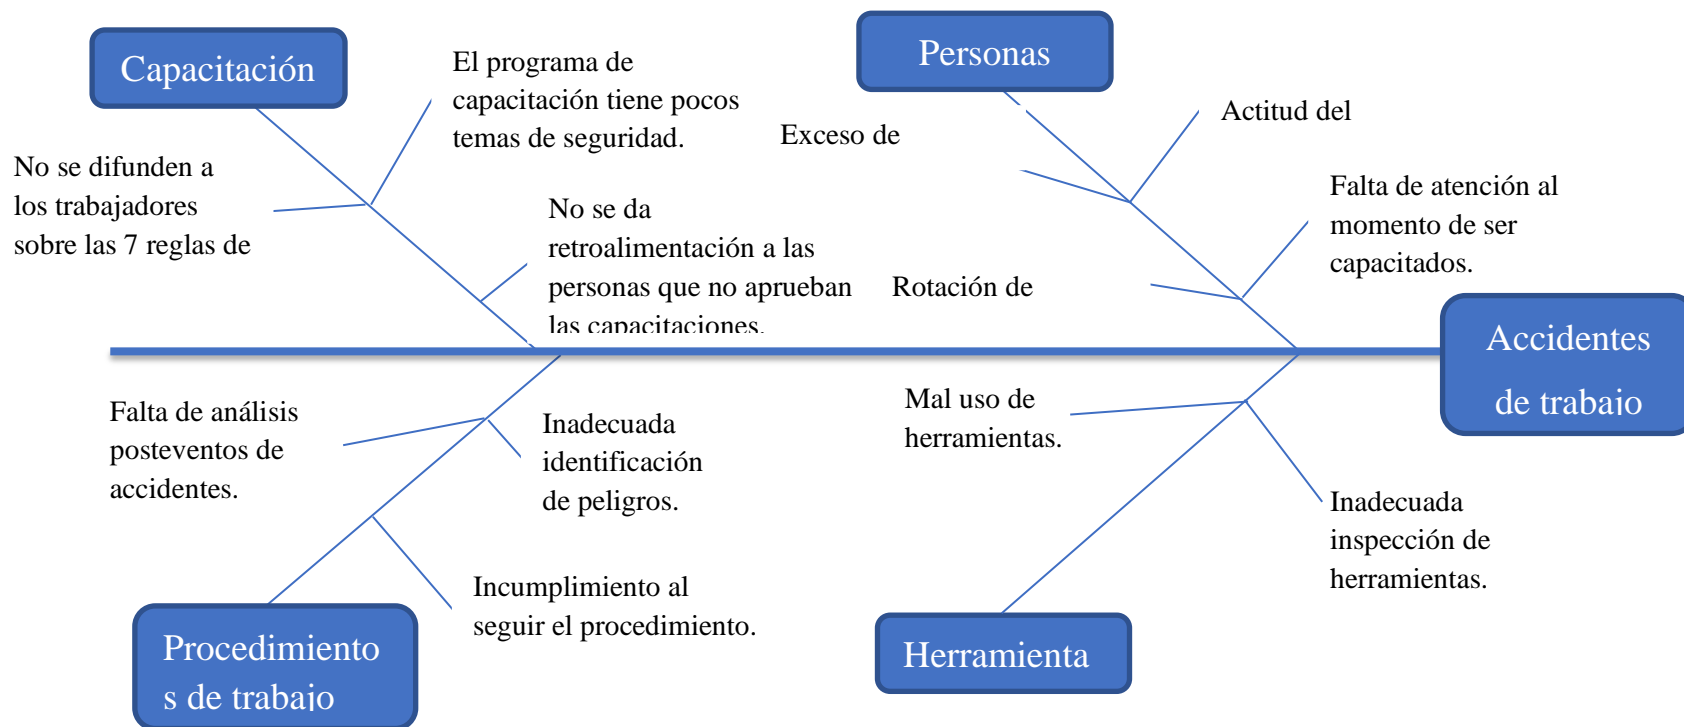 Capacitación
El programa de
capacitación tiene pocos
temas de seguridad.
No se difunden a
los trabajadores
sobre las 7 reglas de
No se da
retroalimentación a las
personas que no aprueban
las capacitaciones.
Personas
Exceso de
Actitud del
Falta de atención al
momento de ser
capacitados.
Rotación de
Accidentes
de trabajo
Falta de análisis
posteventos de
accidentes.
Inadecuada
identificación
de peligros.
Incumplimiento al
seguir el procedimiento.
Procedimiento
s de trabajo
Mal uso de
herramientas.
Inadecuada
inspección de
herramientas.
Herramienta